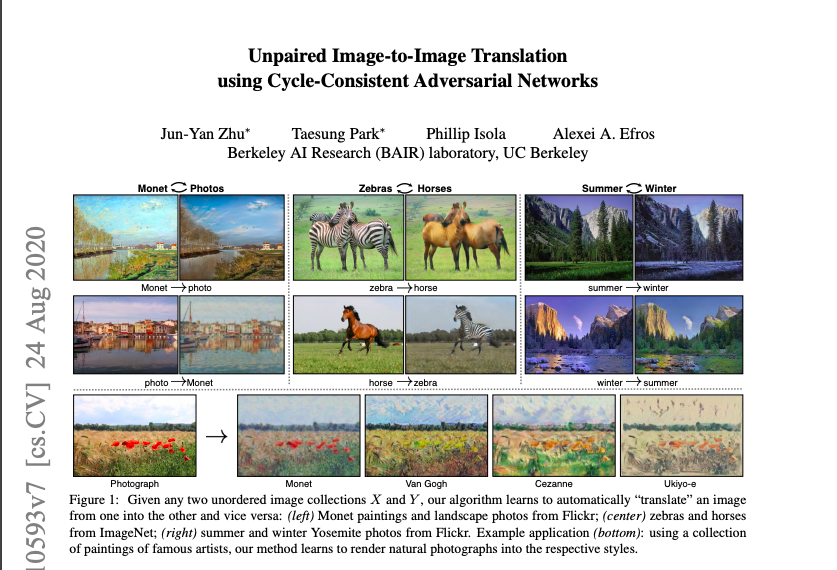 Unpaired Image-to-Image Translation
using Cycle-Consistent Adversarial Networks
Jun-Yan Zhu* Taesung Park* Phillip Isola Alexei A. Efros
Berkeley AI Research (BAIR) laboratory, UC Berkeley
Monet Photos
Zebras Horses
Summer Winter
Monet → photo
zebra → horse
summer → winter
photo → Monet
horse → zebra
winter → summer
→
Photograph
Monet
Van Gogh
Cezanne
Ukiyo-e
Figure 1: Given any two unordered image collections X and Y, our algorithm learns to automatically “translate” an image
from one into the other and vice versa: (left) Monet paintings and landscape photos from Flickr; (center) zebras and horses
from ImageNet; (right) summer and winter Yosemite photos from Flickr. Example application (bottom): using a collection
of paintings of famous artists, our method learns to render natural photographs into the respective styles.
10593v7 [cs.CV] 24 Aug 2020